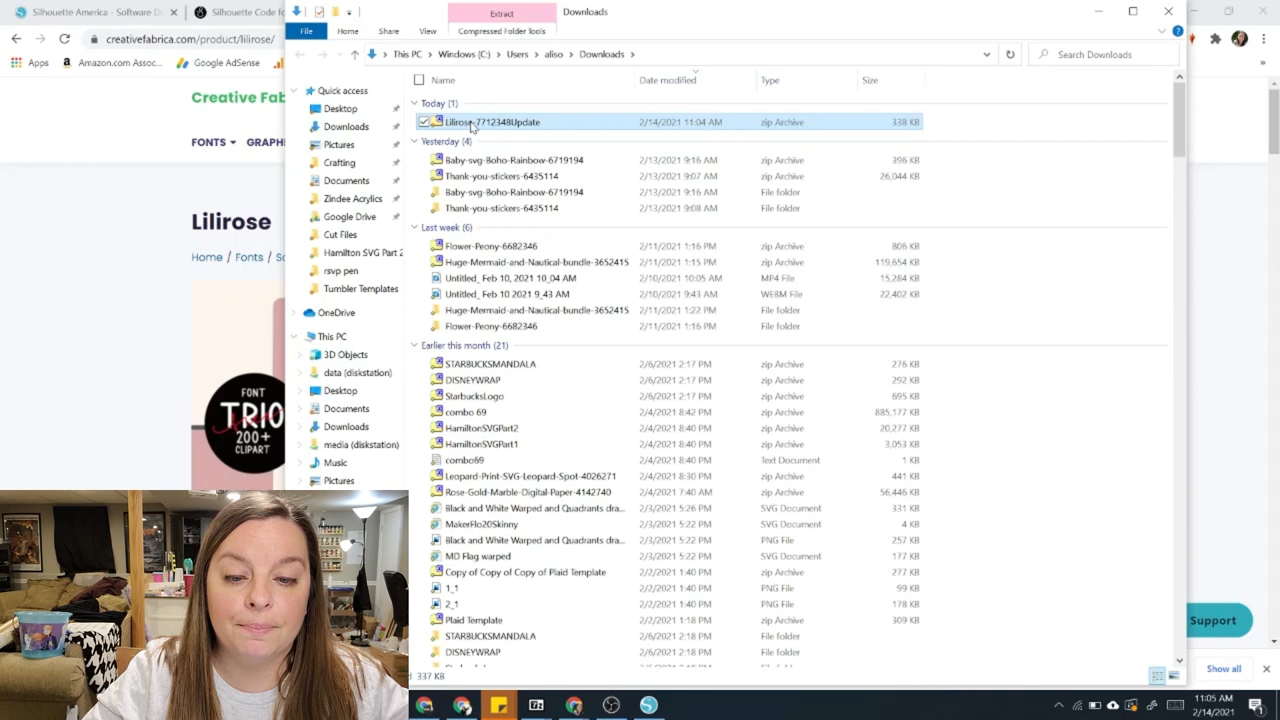 Silhouette America - Software D
Silhouette Code for
Extract
Downloads
File
Home
Share
View
Compressed Folder Tools
creativefabrica.com/product/lilirose/
This PC
Windows (C:)
Users
aliso
Downloads
Search Downloads
Apps
Amazon.com Assoc...
Google AdSense
Name
Date modified
Type
Size
Creative Fab
Quick access
Today (1)
Desktop
7712348Update 2/14/2021 11:04 AM zip Archive 338 KB
Downloads
Yesterday (4)
FONTS
GRAPH
Pictures
Baby-svg-Boho-Rainbow-6719194 2/13/2021 9:16 AM zip Archive 396 KB
Crafting
Thank-you-stickers-6435114 2/13/2021 9:07 AM zip Archive 26,044 KB
Documents
Baby-svg-Boho-Rainbow-6719194 2/13/2021 9:16 AM File folder
Zindee Acrylics
Thank-you-stickers-6435114 2/13/2021 9:08 AM File folder
Lilirose
Google Drive
Last week (6)
Cut Files
Flower-Peony-6682346 2/11/2021 1:16 PM zip Archive 806 KB
Home / Fonts /
Hamilton SVG Part 2
Huge-Mermaid-and-Nautical-bundle-3652415 2/11/2021 1:15 PM zip Archive 119,654 KB
rsvp pen
Untitled_ Feb 10, 2021 10_04 AM 2/10/2021 10:05 AM MP4 File 15,284 KB
Tumbler Templates
Untitled_ Feb 10 2021 9_43 AM 2/10/2021 9:43 AM WEBM File 22,402 KB
Huge-Mermaid-and-Nautical-bundle-3652415 2/11/2021 1:22 PM File folder
OneDrive
Flower-Peony-6682346 2/11/2021 1:16 PM File folder
This PC
Earlier this month (21)
3D Objects
STARBUCKSMANDALA 2/6/2021 2:17 PM zip Archive 276 KB
data (diskstation)
DISNEYWRAP 2/6/2021 2:17 PM zip Archive 292 KB
Desktop
StarbucksLogo 2/6/2021 2:17 PM zip Archive 695 KB
Documents
combo 69 2/4/2021 8:42 PM zip Archive 885,177 KB
Downloads
HamiltonSVGPart2 2/4/2021 8:40 PM zip Archive 20,277 KB
media (diskstation)
HamiltonSVGPart1 2/4/2021 8:40 PM zip Archive 3,053 KB
Music
combo69 2/4/2021 8:40 PM Text Document 1 KB
Pictures
Leopard-Print-SVG-Leopard-Spot-4026271 2/4/2021 8:30 PM zip Archive 441 KB
Rose-Gold-Marble-Digital-Paper-4142740 2/4/2021 7:40 AM zip Archive 56,446 KB
Black and White Warped and Quadrants dra... 2/3/2021 5:26 PM SVG Document 331 KB
MakerFlo20Skinny 2/3/2021 5:22 PM SVG Document 4 KB
Black and White Warped and Quadrants dra... 2/3/2021 5:22 PM PNG File 257 KB
MD Flag warped 2/3/2021 5:22 PM SVG Document 177 KB
Copy of Copy of Copy of Plaid Template 2/2/2021 1:40 PM zip Archive 277 KB
1_1 2/2/2021 1:40 PM PNG File 99 KB
2_1 2/2/2021 1:40 PM PNG File 178 KB
Plaid Template 2/2/2021 1:18 PM zip Archive 309 KB
STARBUCKSMANDALA 2/6/2021 2:18 PM File folder
DISNEYWRAP 2/6/2021 2:18 PM File folder
337 KB
FONT
TRIO
200+
CLIPART
Support
Show all
11:05 AM
2/14/2021